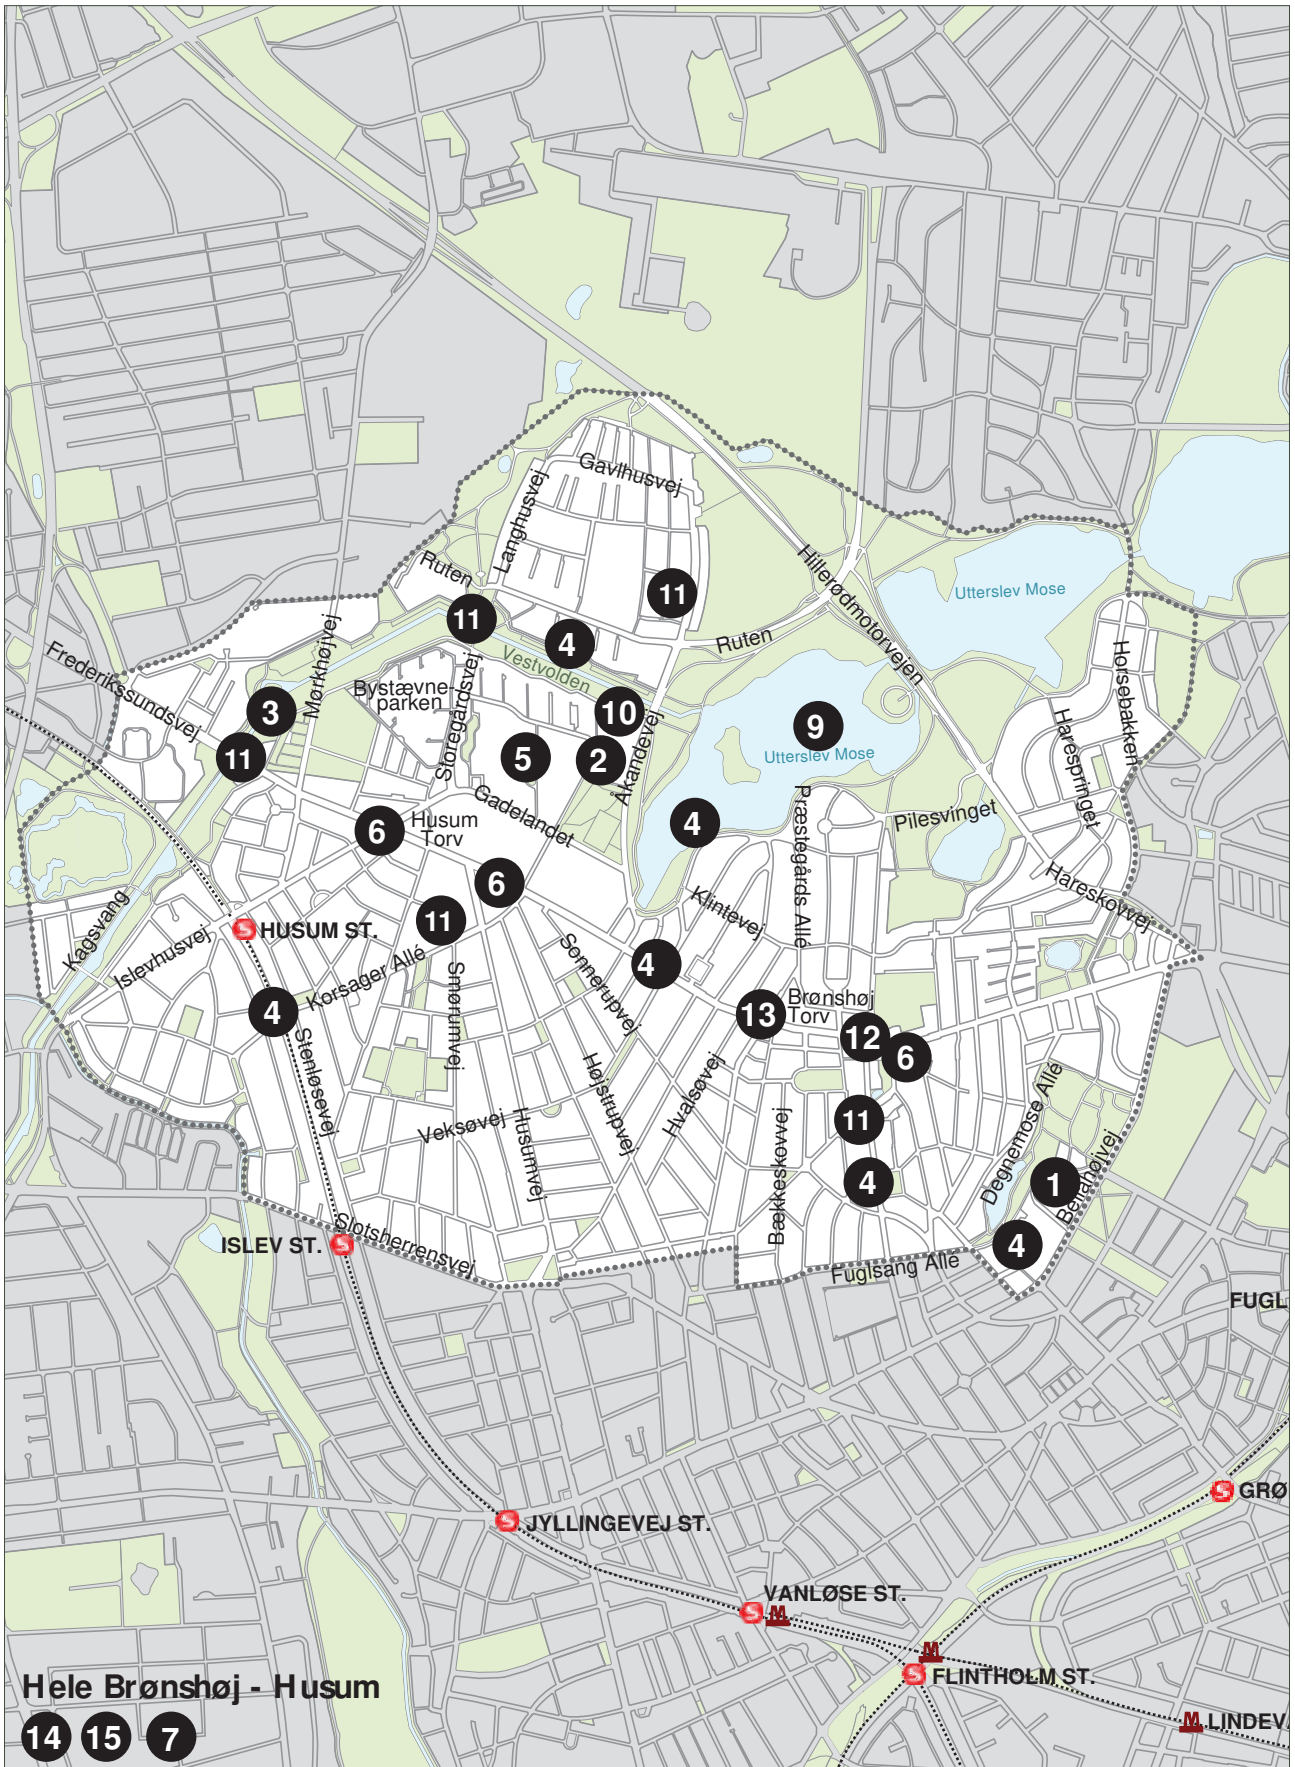 Gavlhusvej
Langhusvej
Ruten
Hillerødmotorvejen
Utterslev Mose
11
11
4
Ruten
Vestvolden
Mørkhøjvej
Frederikssundsvej
Bystævne-
parken
Storegårdsvej
3
10
9
Utterslev Mose
Horsebakken
Harespringet
11
5
2
Åkandevej
Gadelandet
6
Husum
Torv
4
Præstegårds Allé
Pilesvinget
6
Klintevej
Hareskovvej
11
Kagsvang
Islevhusvej
S
HUSUM ST.
Korsager Allé
Smørumvej
Sonnerupvej
4
4
Stenløsevej
13
Brønshøj
Torv
12
6
Højstrupvej
Hvalsøvej
Veksøvej
Husumvej
11
Bækkeskovvej
Degnemose Allé
4
1
Bellahøjvej
Slotsherrensvej
ISLEV ST.
S
4
Fuglsang Allé
FUGL
S
GRØ
S
JYLLINGEVEJ ST.
VANLØSE ST.
S
M
M
S
FLINTHOLM ST.
M
LINDEV
Hele Brønshøj - Husum
14 15 7